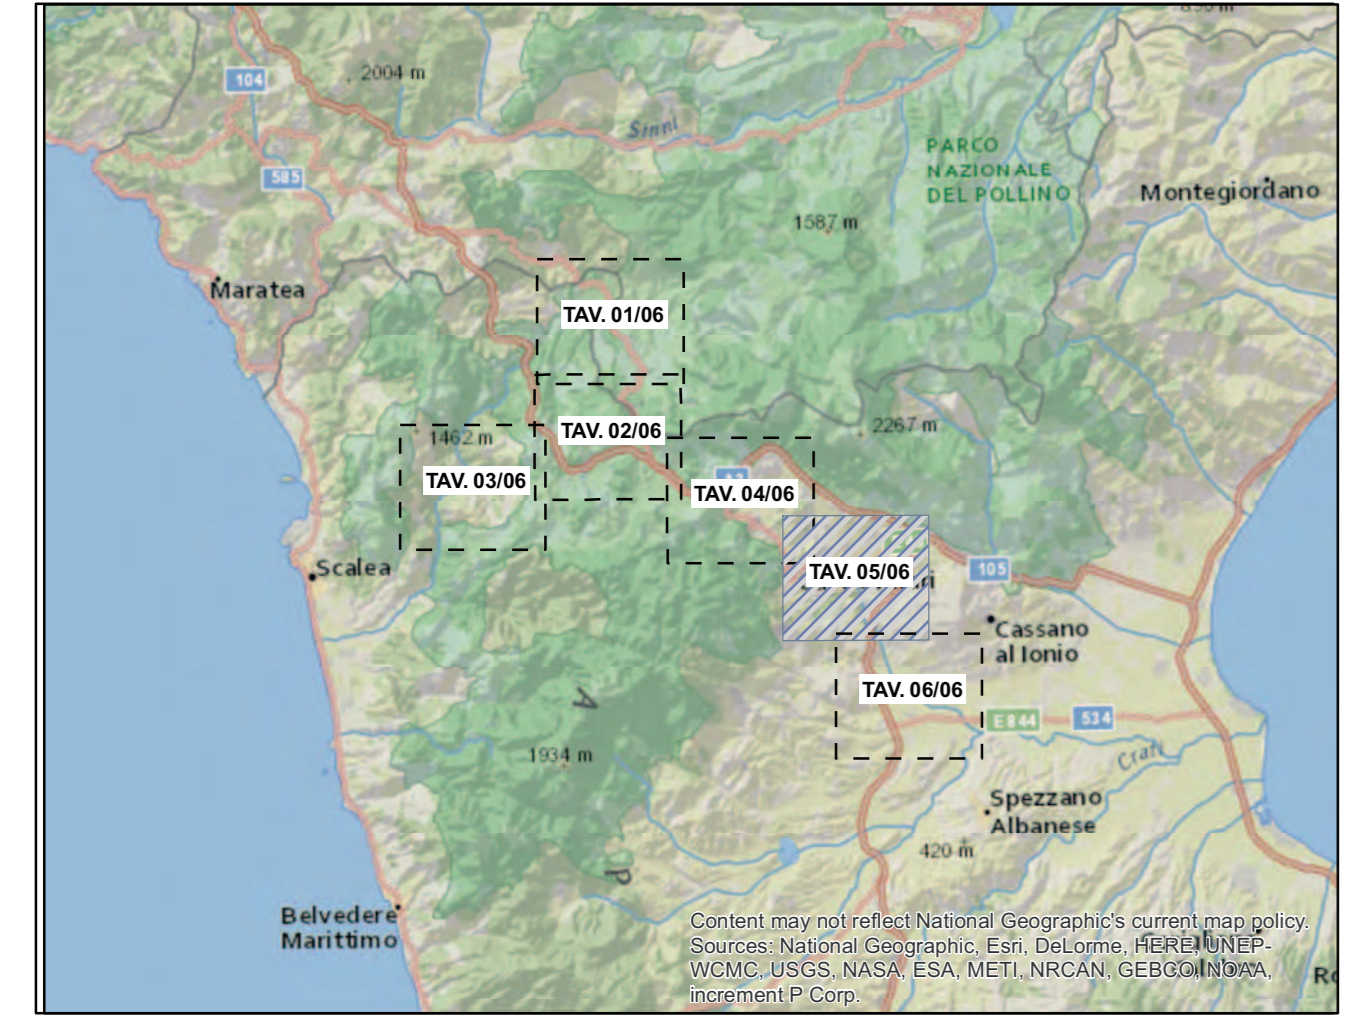 104
2004 m
Sinni
PARCO
NAZIONALE
DEL POLLINO
585
Montegiordano
1587 m
Maratea
TAV. 01/06
TAV. 02/06
2267 m
1462 m
TAV. 03/06
TAV. 04/06
Scalea
TAV. 05/06
105
Cassano
al Ionio
TAV. 06/06
E844
534
A
1934 m
Crati
Spezzano
Albanese
420 m
P
Belvedere
Marittimo
Content may not reflect National Geographic's current map policy.
Sources: National Geographic, Esri, DeLorme, HERE, UNEP-
WCMC, USGS, NASA, ESA, METI, NRCAN, GEBCO, NOAA,
increment P Corp.